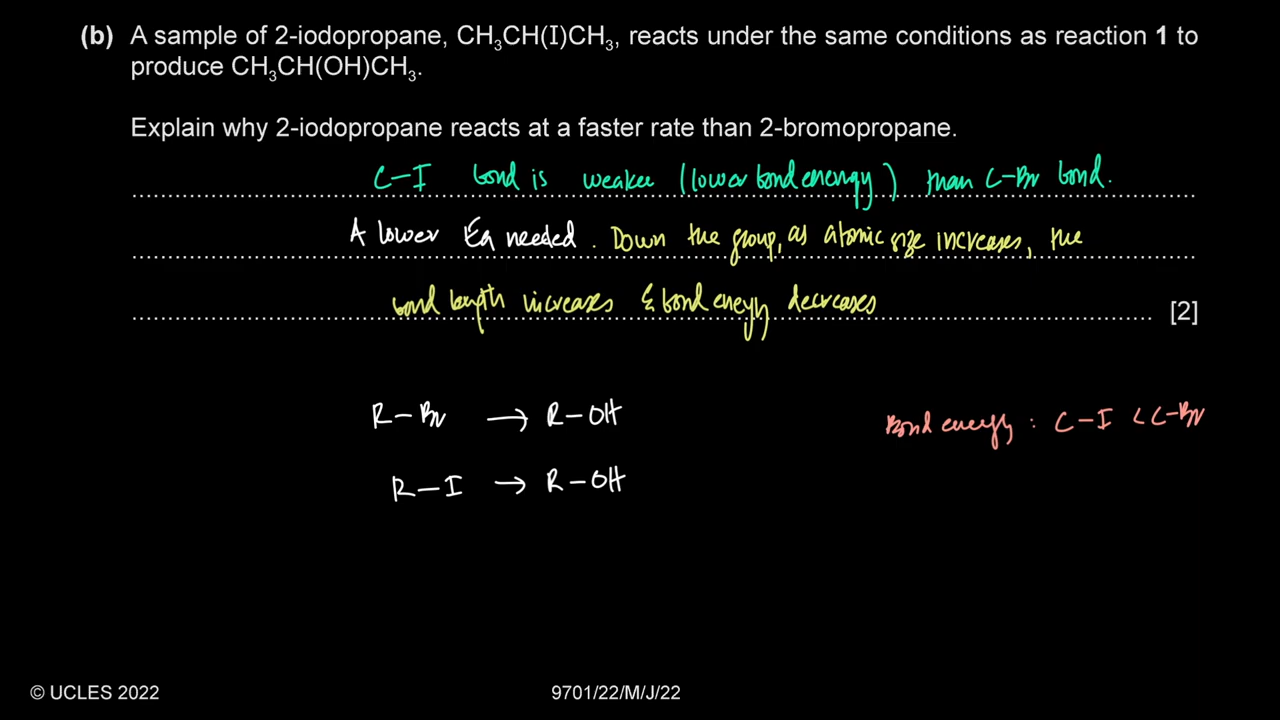 (b) A sample of 2-iodopropane, CH₃CH(I)CH₃, reacts under the same conditions as reaction 1 to
produce CH₃CH(OH)CH₃.
Explain why 2-iodopropane reacts at a faster rate than 2-bromopropane.
C-I bond is weaker (lower bond energy) than C-Br bond.
A lower Ea needed. Down the group, as atomic size increases, the
bond length increases & bond energy decreases
[2]
R-Br → R-OH
Bond energy: C-I < C-Br
R-I → R-OH
© UCLES 2022
9701/22/M/J/22